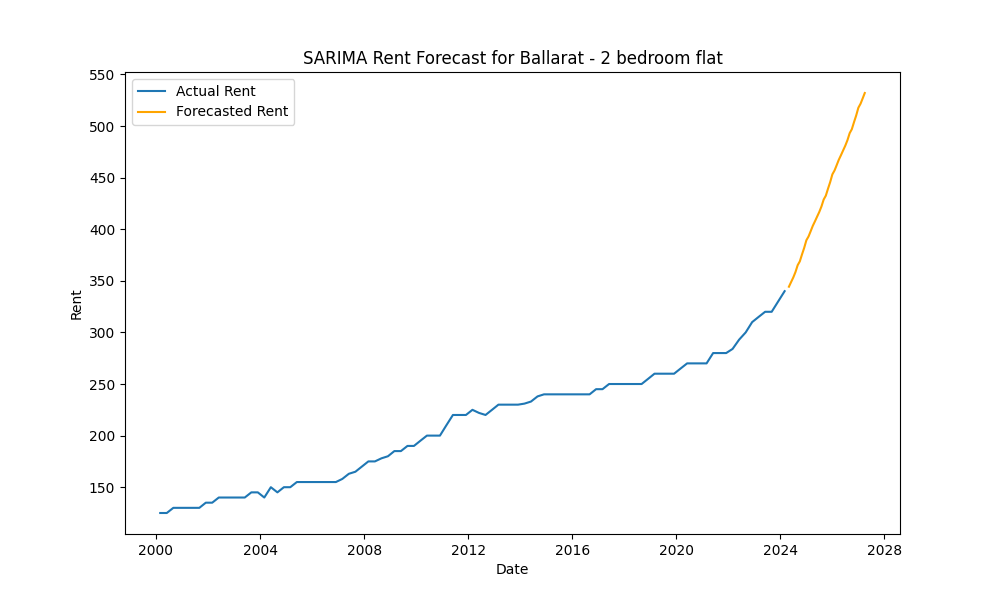 SARIMA Rent Forecast for Ballarat - 2 bedroom flat
Actual Rent
Forecasted Rent
550
500
450
400
350
300
250
200
150
Rent
2000 2004 2008 2012 2016 2020 2024 2028
Date